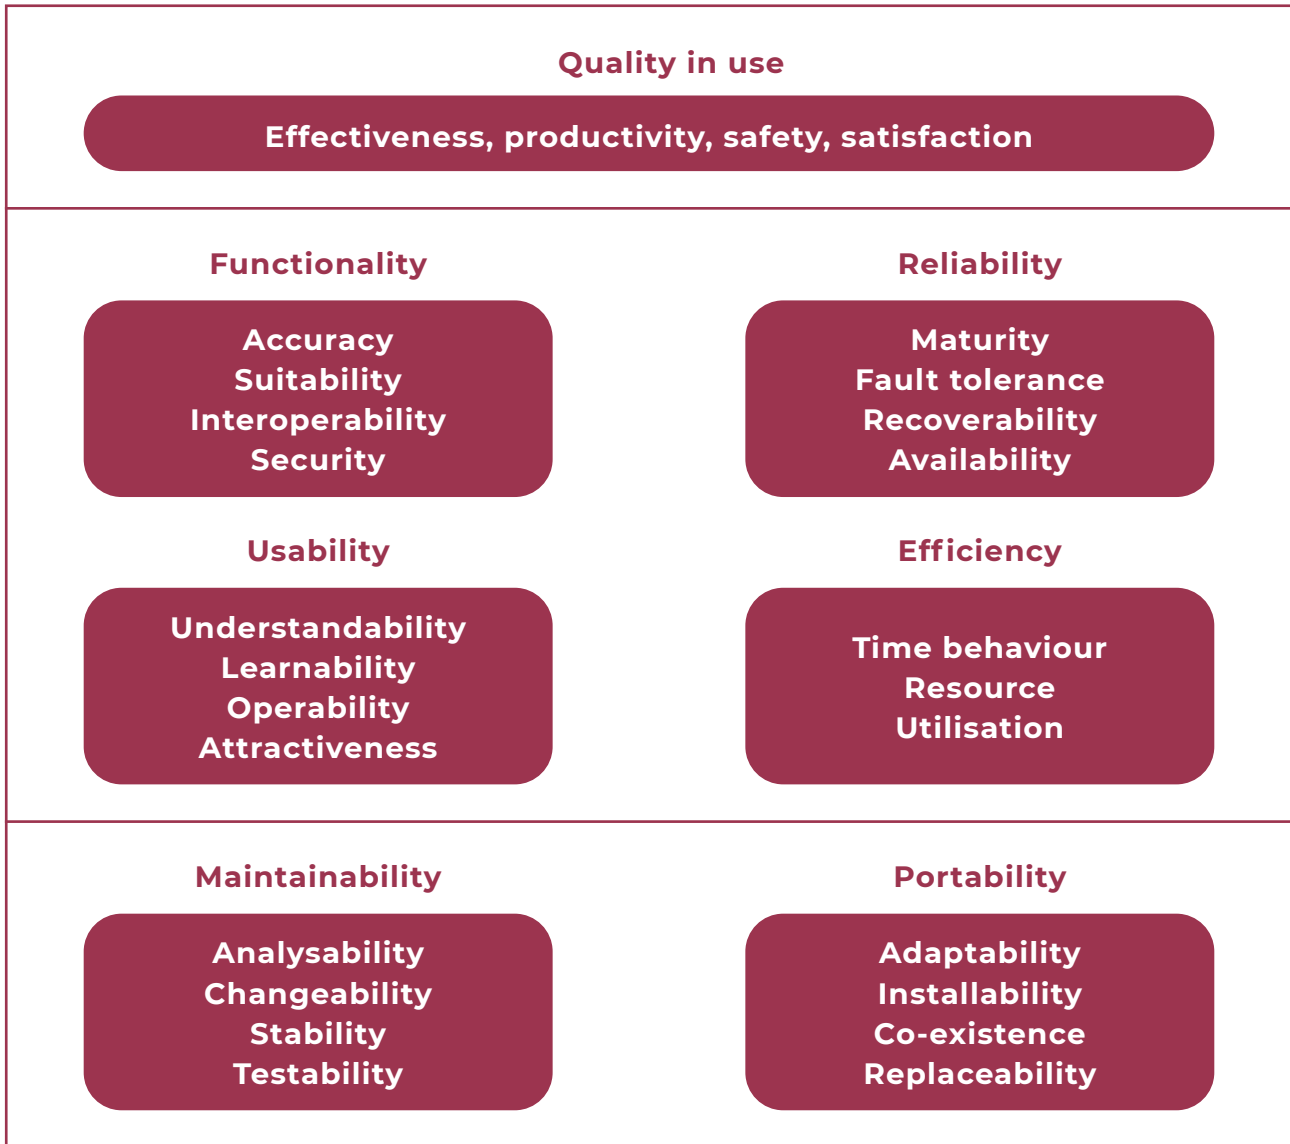 Quality in use
Effectiveness, productivity, safety, satisfaction
Functionality
Accuracy
Suitability
Interoperability
Security
Reliability
Maturity
Fault tolerance
Recoverability
Availability
Usability
Understandability
Learnability
Operability
Attractiveness
Efficiency
Time behaviour
Resource
Utilisation
Maintainability
Analysability
Changeability
Stability
Testability
Portability
Adaptability
Installability
Co-existence
Replaceability